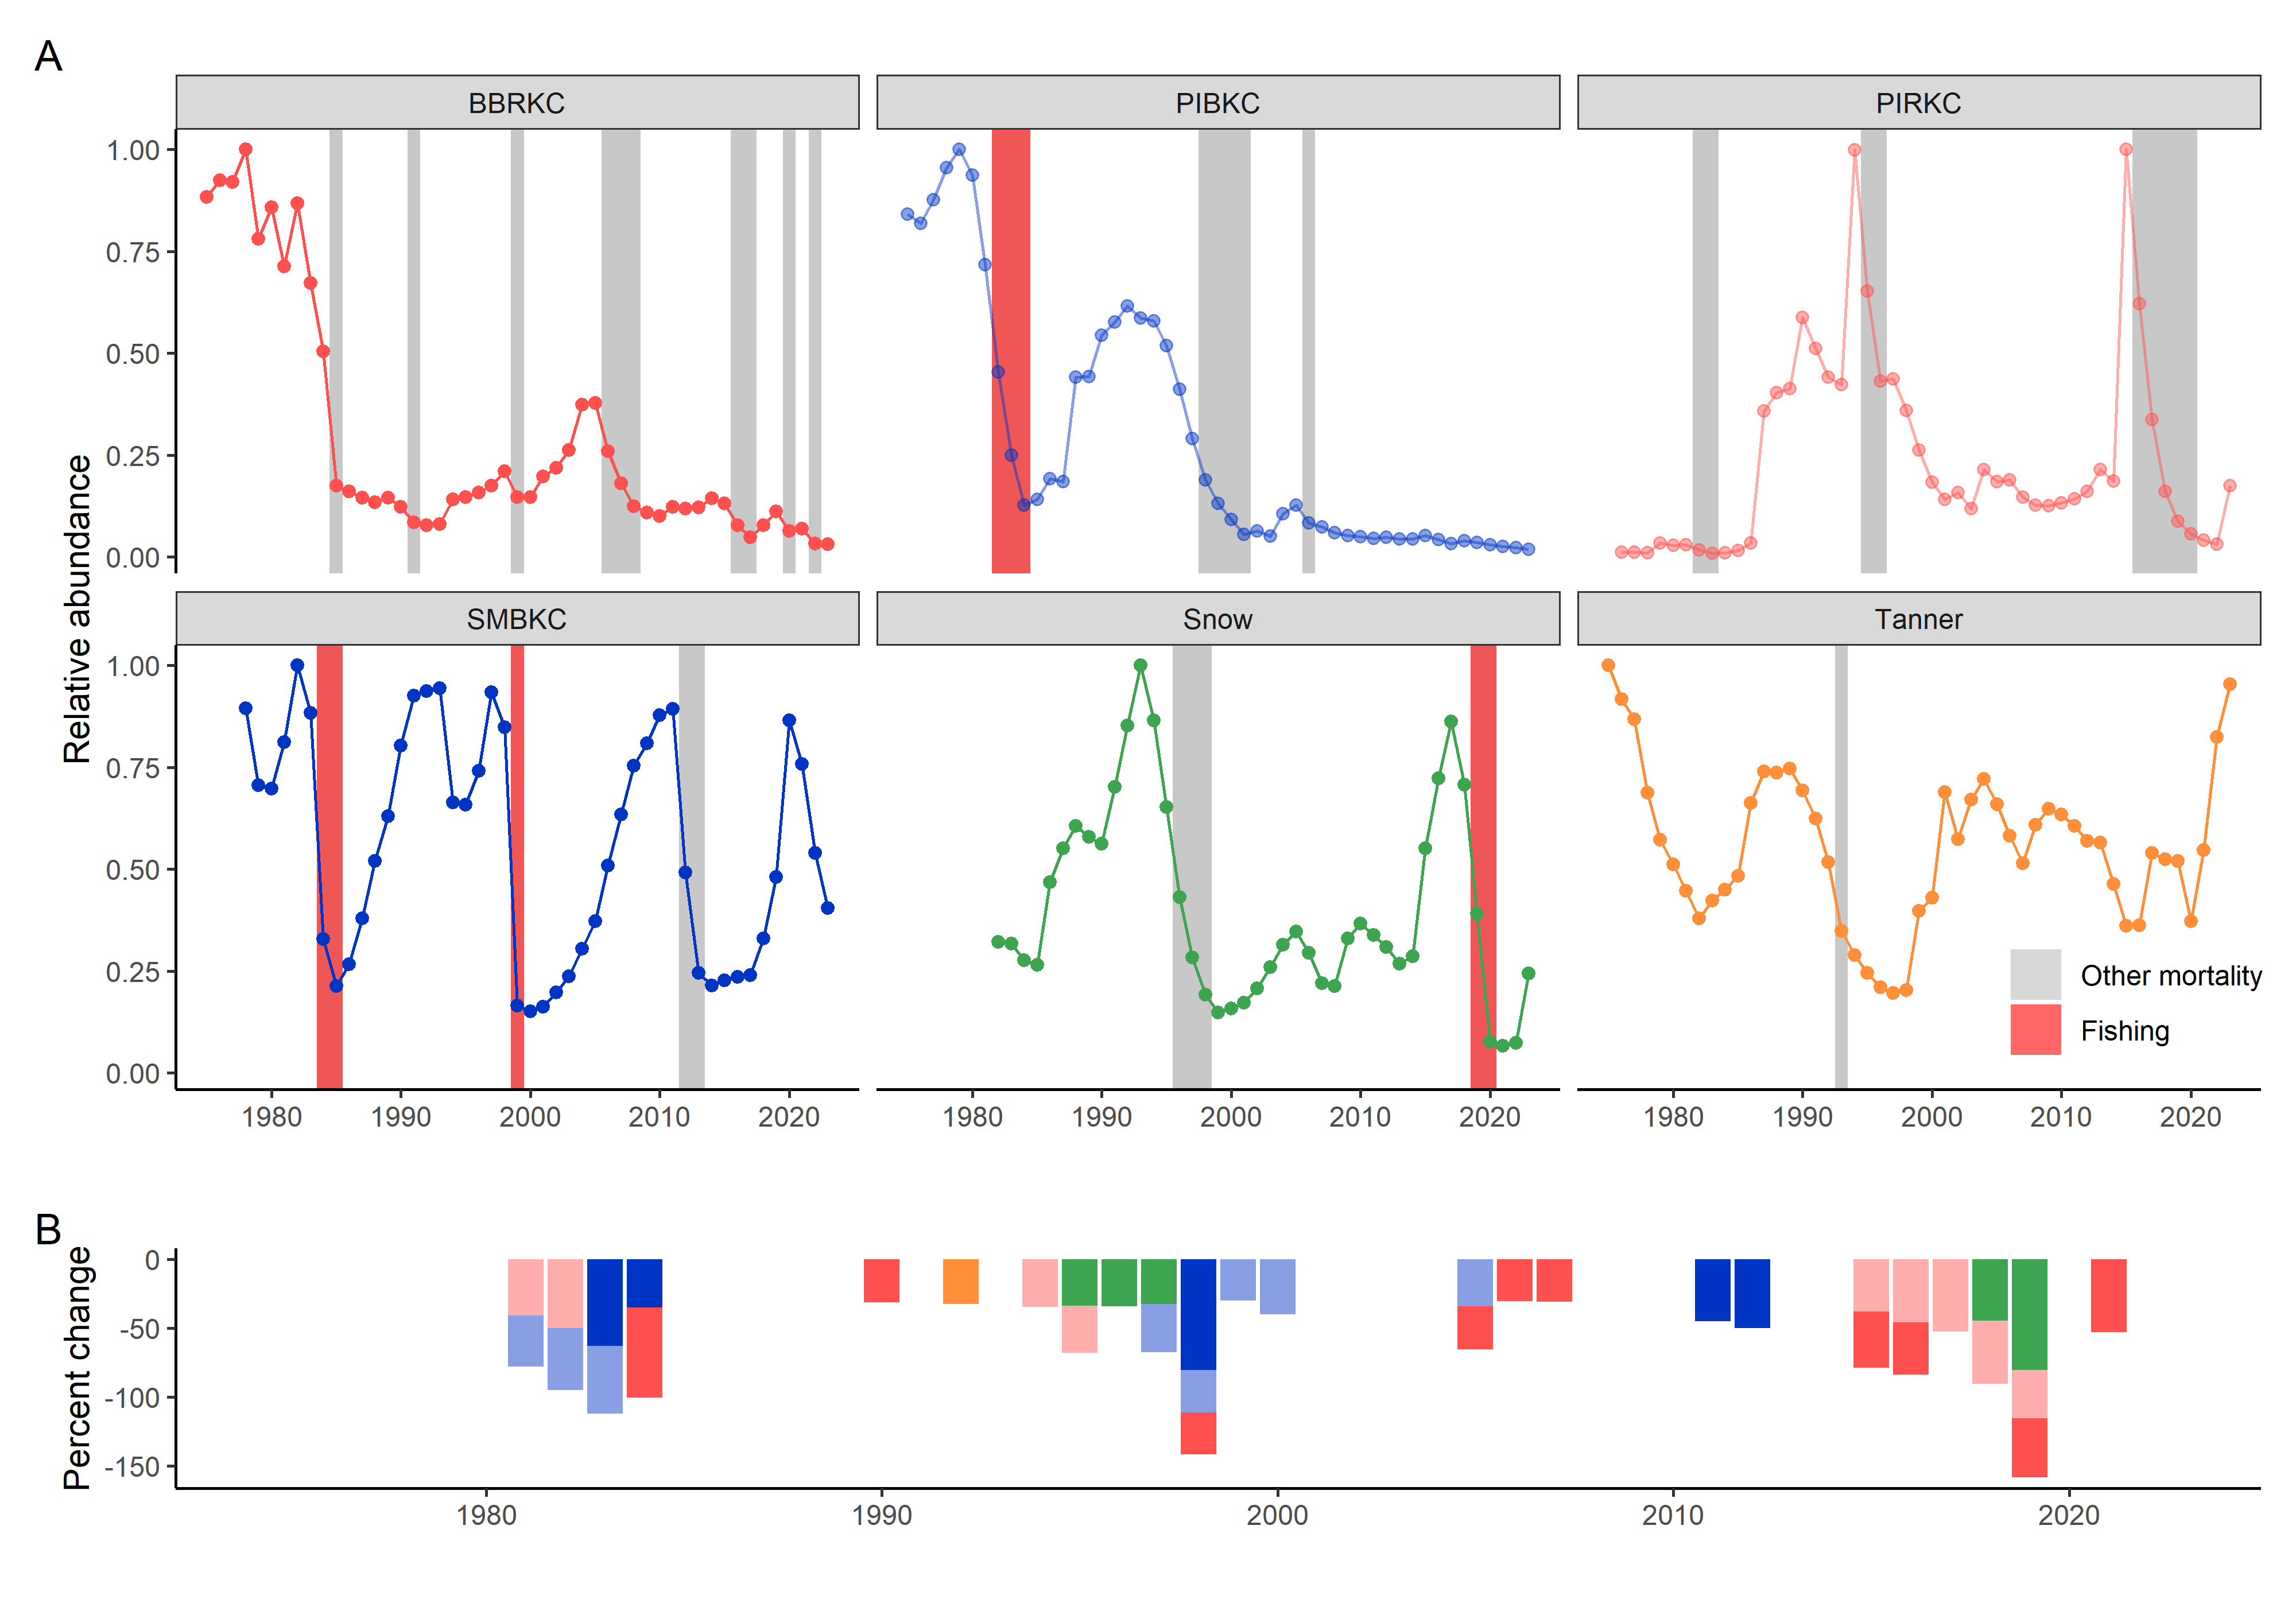 A
BBRKC PIBKC PIRKC
1.00
0.75
0.50
0.25
0.00
Relative abundance
SMBKC Snow Tanner
1.00
0.75
0.50
0.25
0.00
Other mortality
Fishing
1980 1990 2000 2010 2020 1980 1990 2000 2010 2020 1980 1990 2000 2010 2020
B
Percent change
0
-50
-100
-150
1980 1990 2000 2010 2020